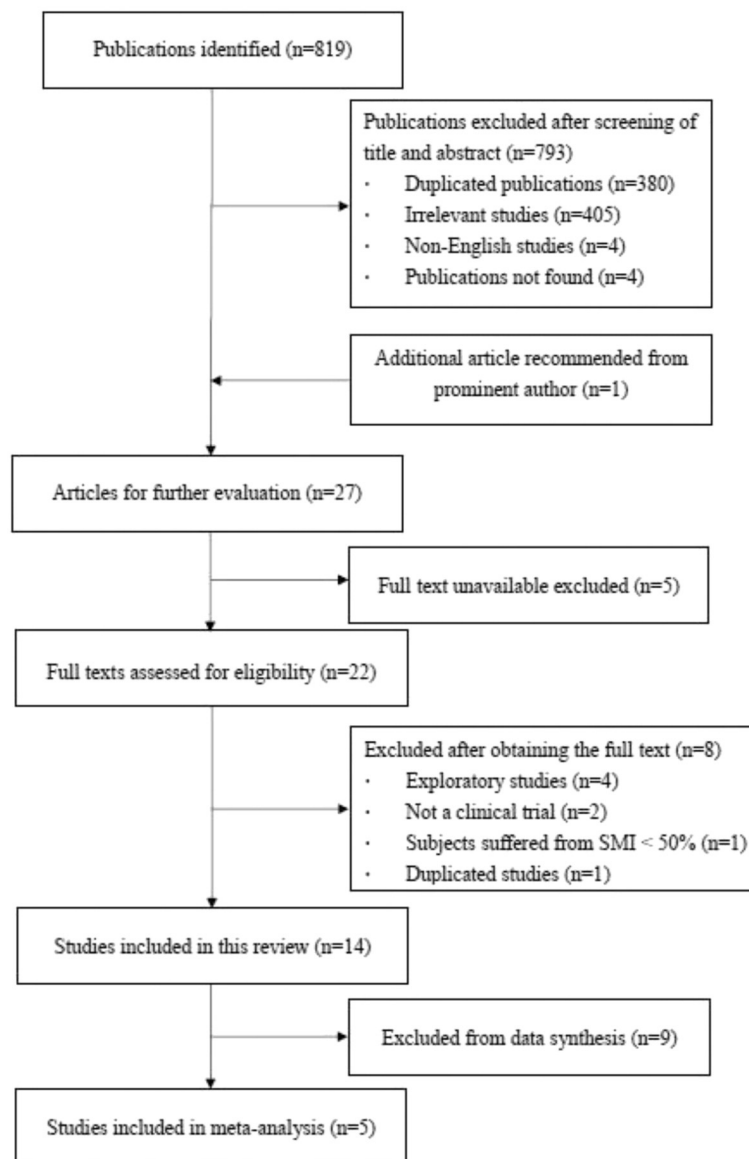 Publications identified (n=819)
Publications excluded after screening of
title and abstract (n=793)
· Duplicated publications (n=380)
· Irrelevant studies (n=405)
· Non-English studies (n=4)
· Publications not found (n=4)
Additional article recommended from
prominent author (n=1)
Articles for further evaluation (n=27)
Full text unavailable excluded (n=5)
Full texts assessed for eligibility (n=22)
Excluded after obtaining the full text (n=8)
· Exploratory studies (n=4)
· Not a clinical trial (n=2)
· Subjects suffered from SMI < 50% (n=1)
· Duplicated studies (n=1)
Studies included in this review (n=14)
Excluded from data synthesis (n=9)
Studies included in meta-analysis (n=5)